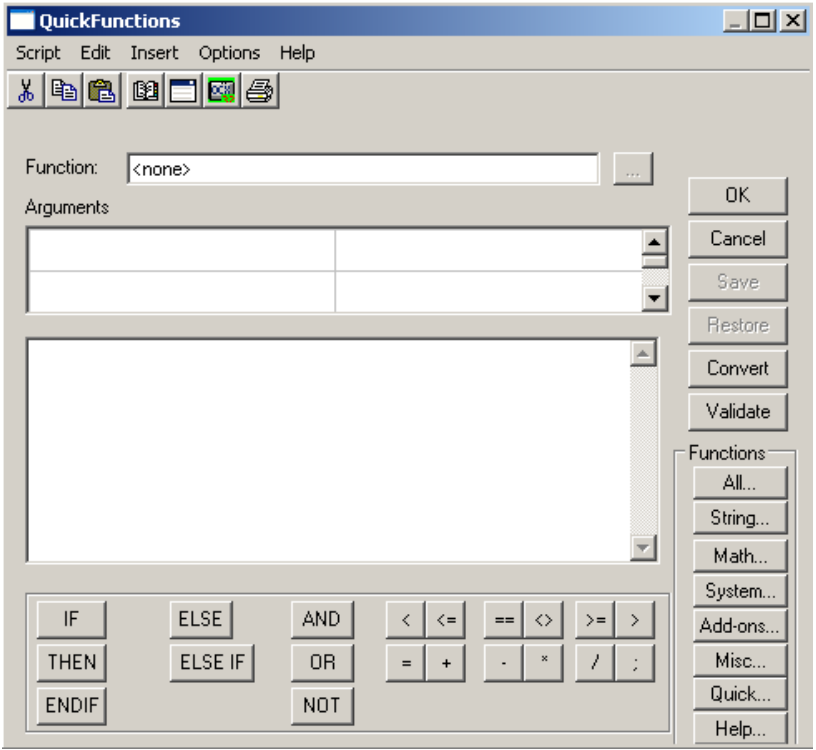 QuickFunctions
Script Edit Insert Options Help
Function: <none> ...
Arguments
OK
Cancel
Save
Restore
Convert
Validate
Functions
All...
String...
Math...
System...
Add-ons...
Misc...
Quick...
Help...
IF ELSE AND < <= == <> >= >
THEN ELSE IF OR = + - * / ;
ENDIF NOT